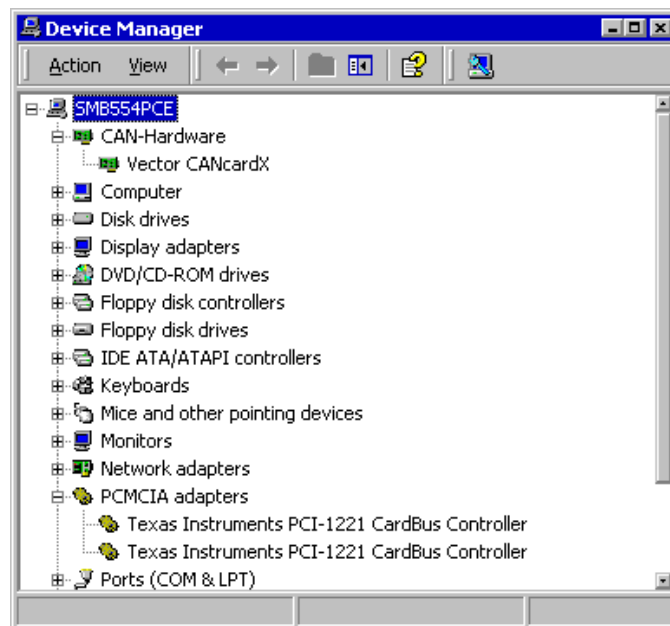 Device Manager
Action View
SMB554PCE
CAN-Hardware
Vector CANcardX
Computer
Disk drives
Display adapters
DVD/CD-ROM drives
Floppy disk controllers
Floppy disk drives
IDE ATA/ATAPI controllers
Keyboards
Mice and other pointing devices
Monitors
Network adapters
PCMCIA adapters
Texas Instruments PCI-1221 CardBus Controller
Texas Instruments PCI-1221 CardBus Controller
Ports (COM & LPT)